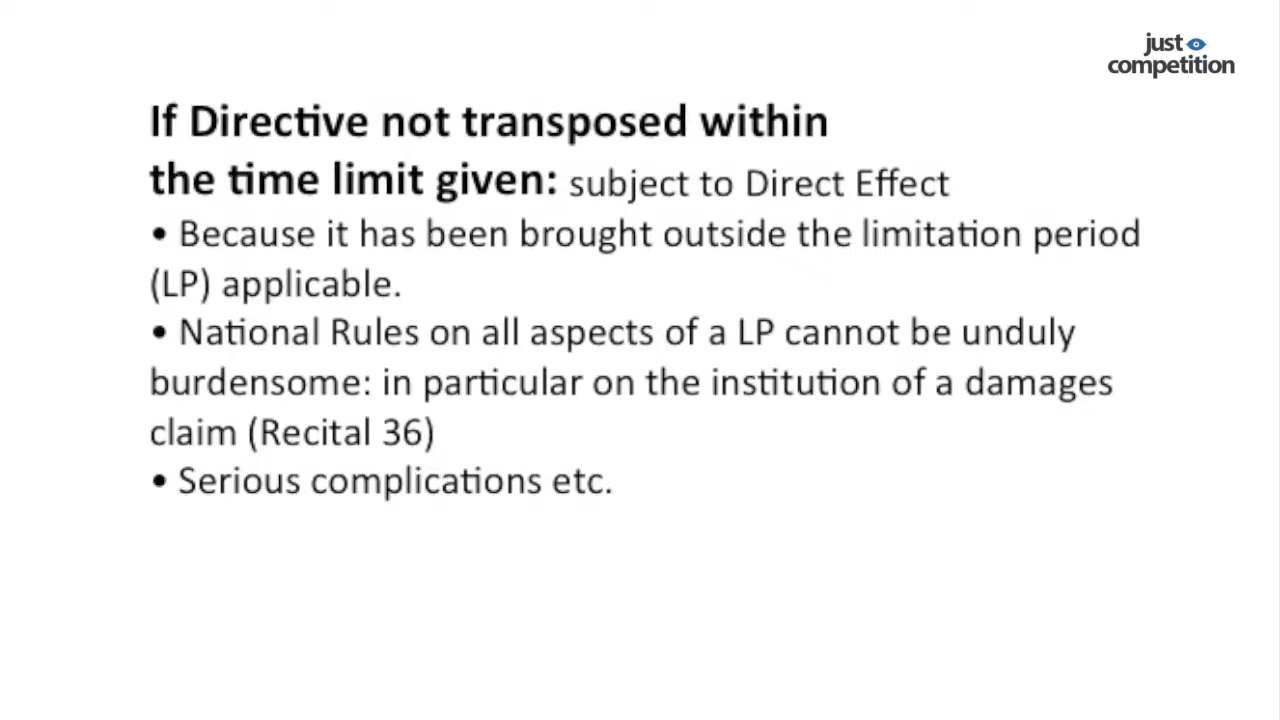 just
competition
If Directive not transposed within
the time limit given: subject to Direct Effect
• Because it has been brought outside the limitation period
(LP) applicable.
• National Rules on all aspects of a LP cannot be unduly
burdensome: in particular on the institution of a damages
claim (Recital 36)
• Serious complications etc.